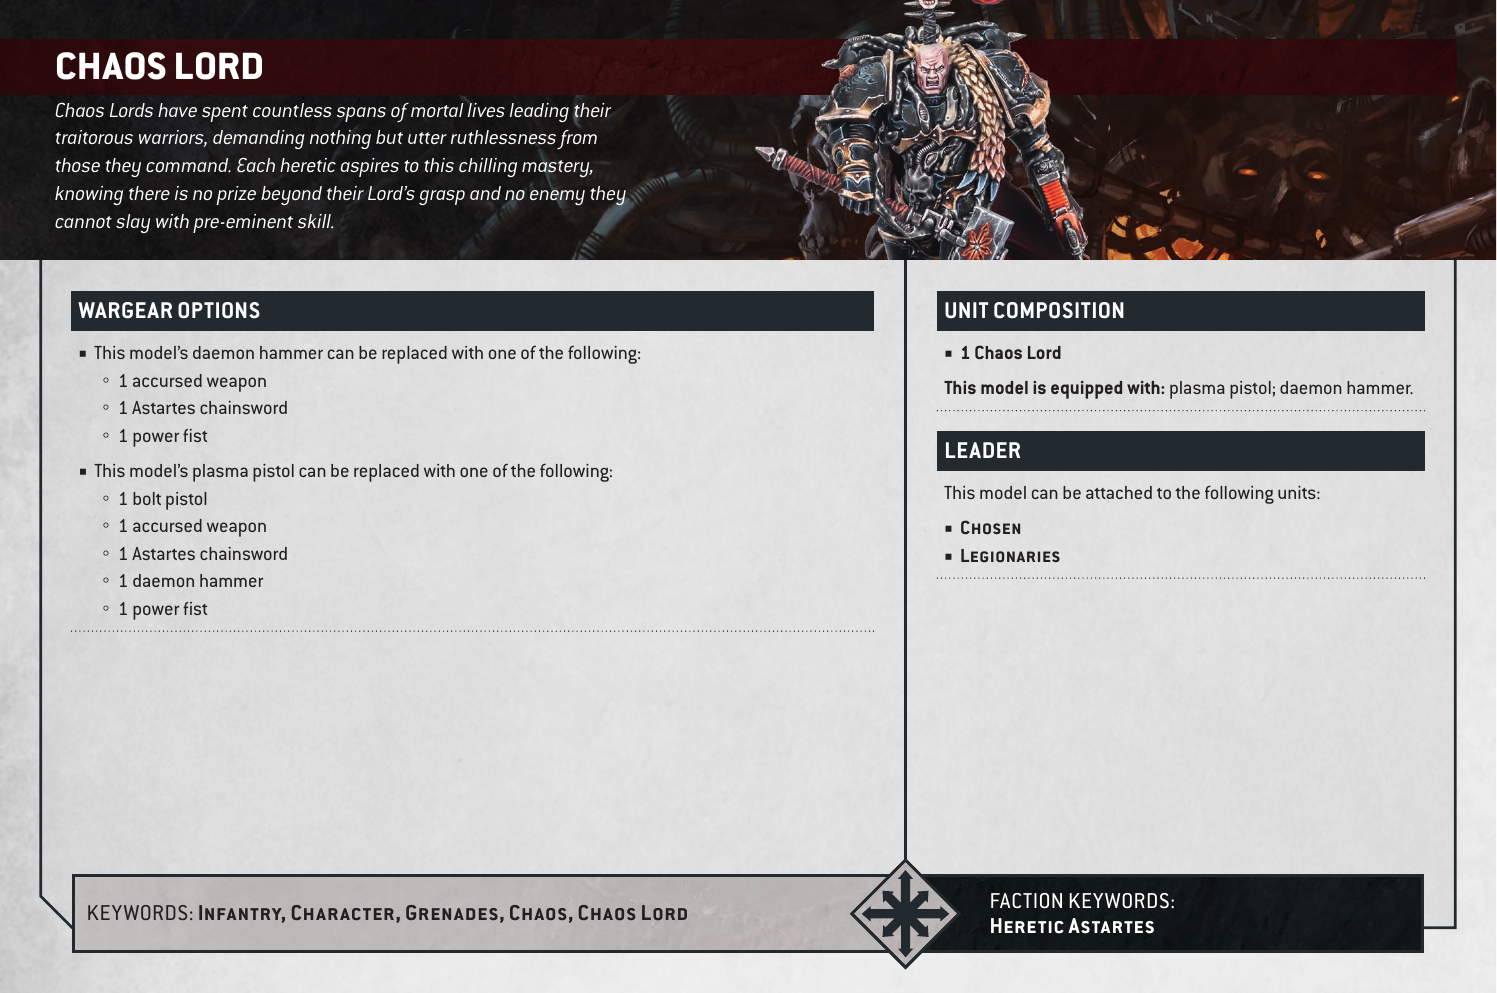 CHAOS LORD
Chaos Lords have spent countless spans of mortal lives leading their
traitorous warriors, demanding nothing but utter ruthlessness from
those they command. Each heretic aspires to this chilling mastery,
knowing there is no prize beyond their Lord’s grasp and no enemy they
cannot slay with pre-eminent skill.
WARGEAR OPTIONS
▪ This model’s daemon hammer can be replaced with one of the following:
◦ 1 accursed weapon
◦ 1 Astartes chainsword
◦ 1 power fist
▪ This model’s plasma pistol can be replaced with one of the following:
◦ 1 bolt pistol
◦ 1 accursed weapon
◦ 1 Astartes chainsword
◦ 1 daemon hammer
◦ 1 power fist
UNIT COMPOSITION
▪ 1 Chaos Lord
This model is equipped with: plasma pistol; daemon hammer.
LEADER
This model can be attached to the following units:
▪ Chosen
▪ Legionaries
KEYWORDS: Infantry, Character, Grenades, Chaos, Chaos Lord
FACTION KEYWORDS:
Heretic Astartes